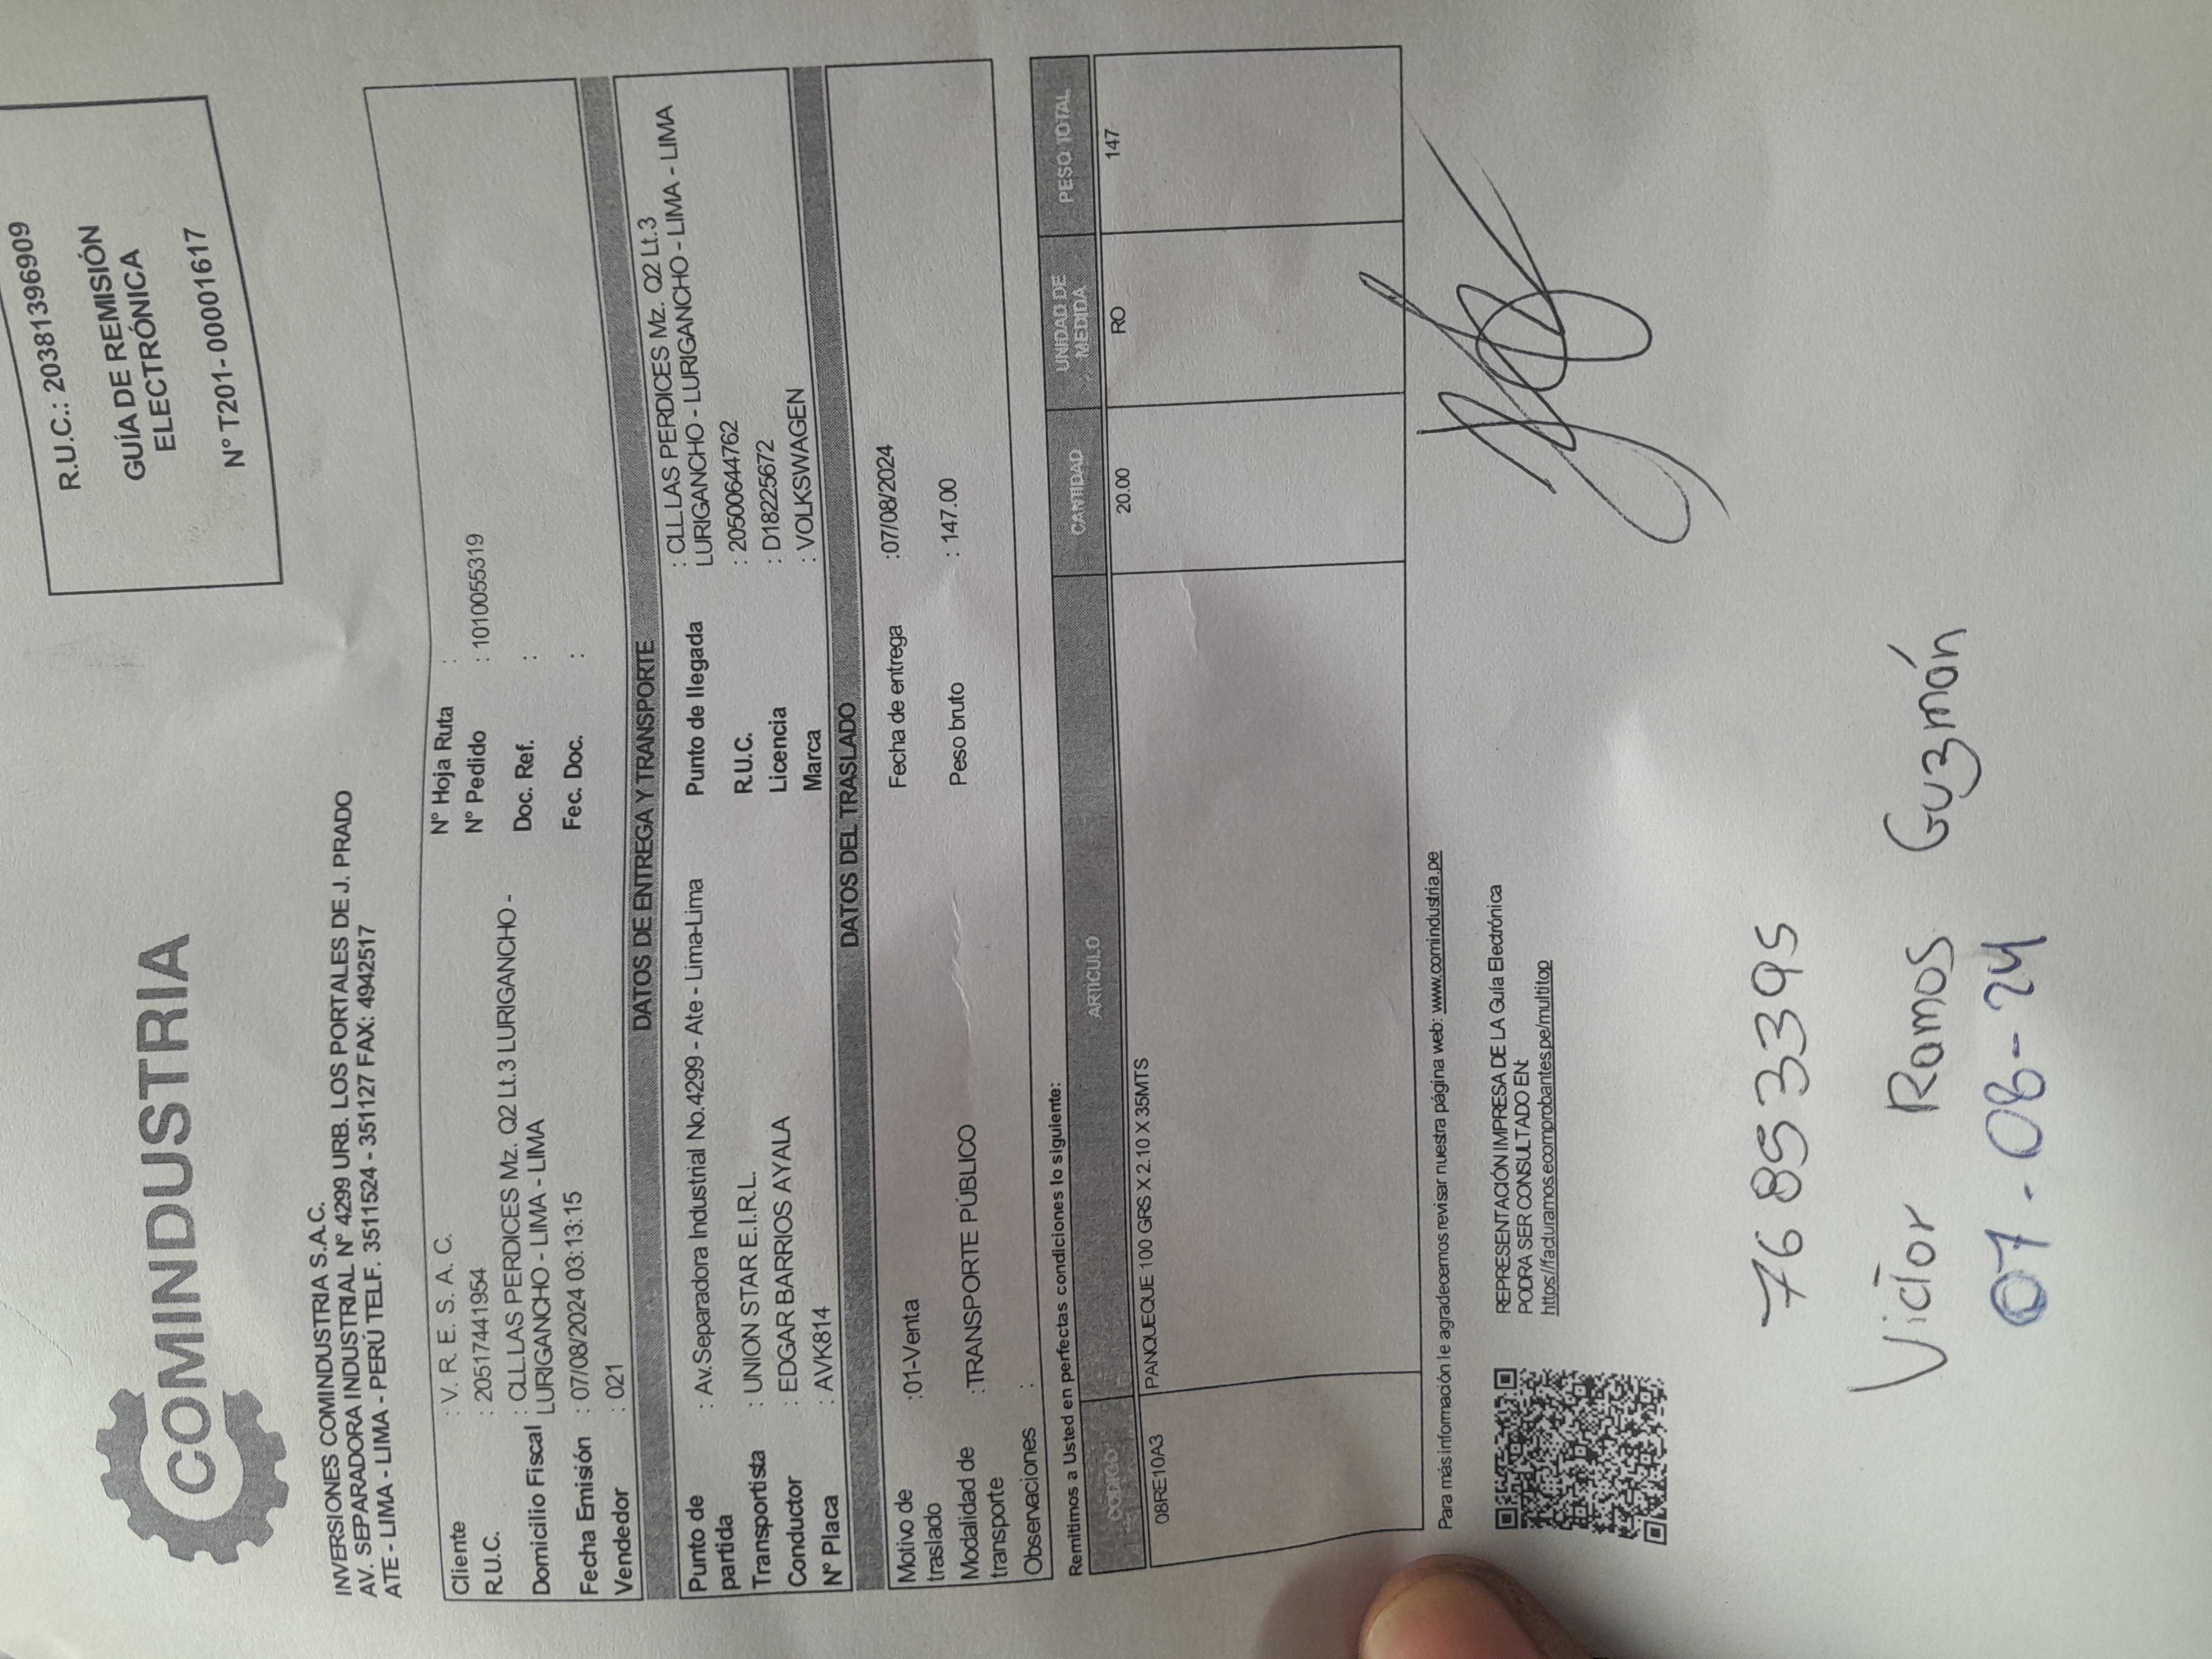 COMINDUSTRIA
R.U.C.: 20381396909
GUÍA DE REMISIÓN
ELECTRÓNICA
Nº T201- 00001617
INVERSIONES COMINDUSTRIA S.A.C.
AV. SEPARADORA INDUSTRIAL Nº 4299 URB. LOS PORTALES DE J. PRADO
ATE - LIMA - LIMA - PERÚ TELF. 3511524 - 351127 FAX: 4942517
Cliente : V. R. E. S. A. C. Nº Hoja Ruta :
R.U.C. : 20517441954 Nº Pedido : 1010055319
Domicilio Fiscal : CLL.LAS PERDICES Mz. Q2 Lt.3 LURIGANCHO - Doc. Ref. :
LURIGANCHO - LIMA - LIMA
Fecha Emisión : 07/08/2024 03:13:15 Fec. Doc. :
Vendedor : 021
DATOS DE ENTREGA Y TRANSPORTE
Punto de : Av.Separadora Industrial No.4299 - Ate - Lima-Lima Punto de llegada : CLL.LAS PERDICES Mz. Q2 Lt.3
partida LURIGANCHO - LURIGANCHO - LIMA - LIMA
Transportista : UNION STAR E.I.R.L. R.U.C. : 20500644762
Conductor : EDGAR BARRIOS AYALA Licencia : D18225672
Nº Placa : AVK814 Marca : VOLKSWAGEN
DATOS DEL TRASLADO
Motivo de :01-Venta Fecha de entrega :07/08/2024
traslado
Modalidad de :TRANSPORTE PÚBLICO Peso bruto : 147.00
transporte
Observaciones :
Remitimos a Usted en perfectas condiciones lo siguiente:
CÓDIGO ARTICULO CANTIDAD UNIDAD DE MEDIDA PESO TOTAL
08RE10A3 PANQUEQUE 100 GRS X 2.10 X 35MTS 20.00 RO 147
Para más información le agradecemos revisar nuestra página web: www.comindustria.pe
REPRESENTACIÓN IMPRESA DE LA Guía Electrónica
PODRA SER CONSULTADO EN:
https://facturamos.ecomprobantes.pe/multitop
76853395
Victor Ramos Guzmán
07-08-24